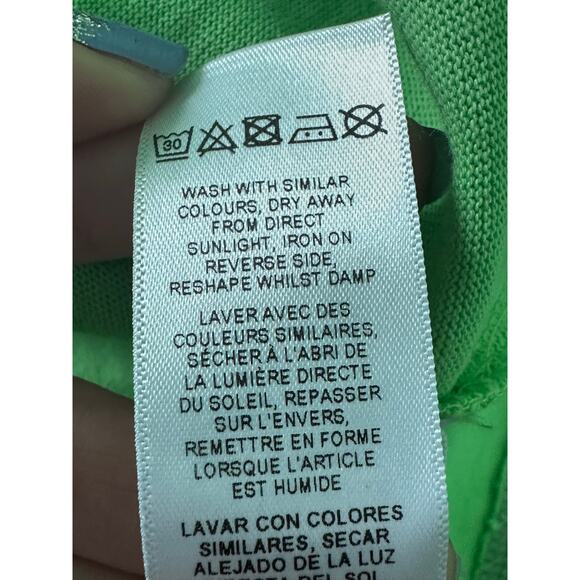 30
WASH WITH SIMILAR
COLOURS, DRY AWAY
FROM DIRECT
SUNLIGHT, IRON ON
REVERSE SIDE,
RESHAPE WHILST DAMP
LAVER AVEC DES
COULEURS SIMILAIRES,
SÉCHER À L'ABRI DE
LA LUMIÈRE DIRECTE
DU SOLEIL, REPASSER
SUR L'ENVERS,
REMETTRE EN FORME
LORSQUE L'ARTICLE
EST HUMIDE
LAVAR CON COLORES
SIMILARES, SECAR
ALEJADO DE LA LUZ
DEL SOL